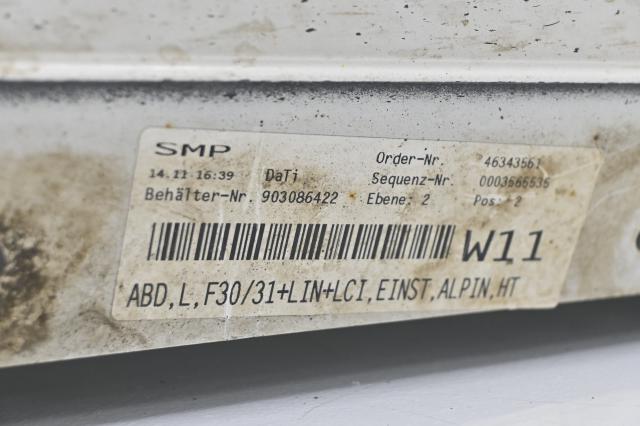 SMP
Order-Nr. 46343561
14.11 16:39 DaTi Sequenz-Nr. 0003566535
Behälter-Nr. 903086422 Ebene: 2 Pos: 2
W11
ABD,L,F30/31+LIN+LCI,EINST,ALPIN,HT